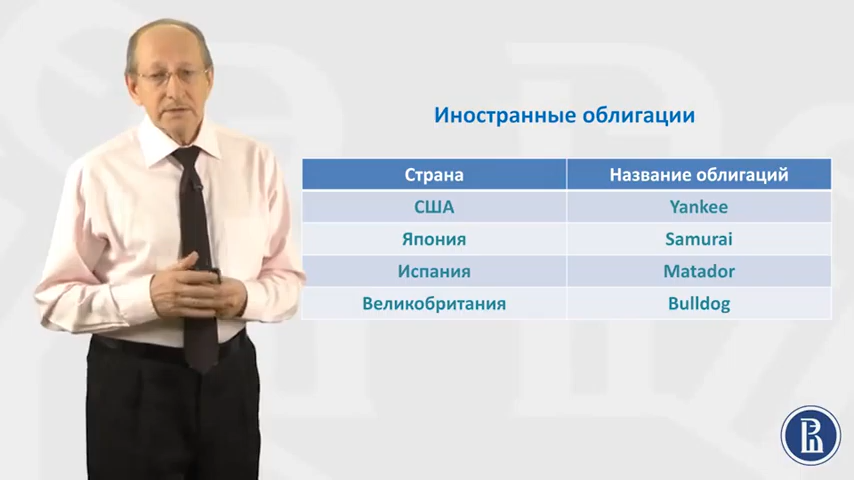 Иностранные облигации
Страна Название облигаций
США Yankee
Япония Samurai
Испания Matador
Великобритания Bulldog